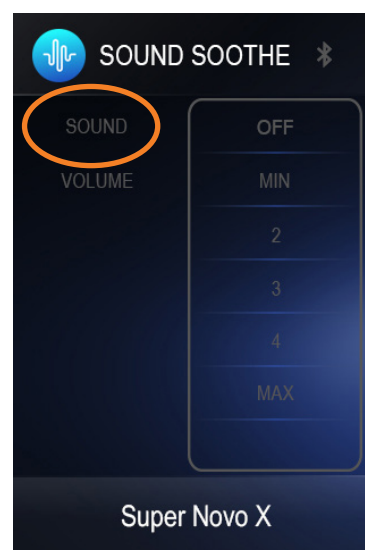 SOUND SOOTHE
SOUND
VOLUME
OFF
MIN
2
3
4
MAX
Super Novo X